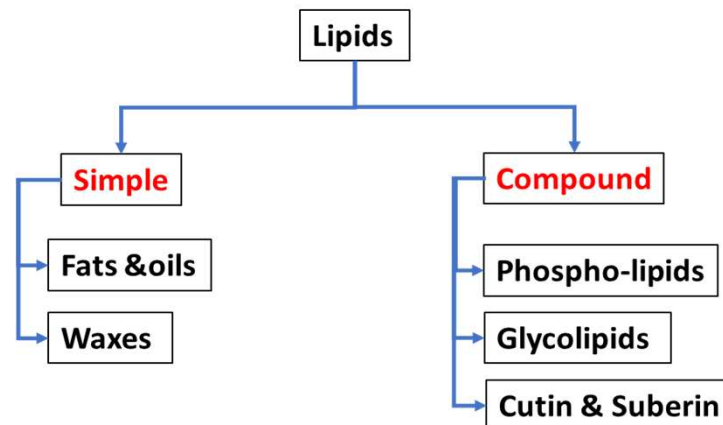 Lipids
Simple
Compound
Fats &oils
Phospho-lipids
Waxes
Glycolipids
Cutin & Suberin